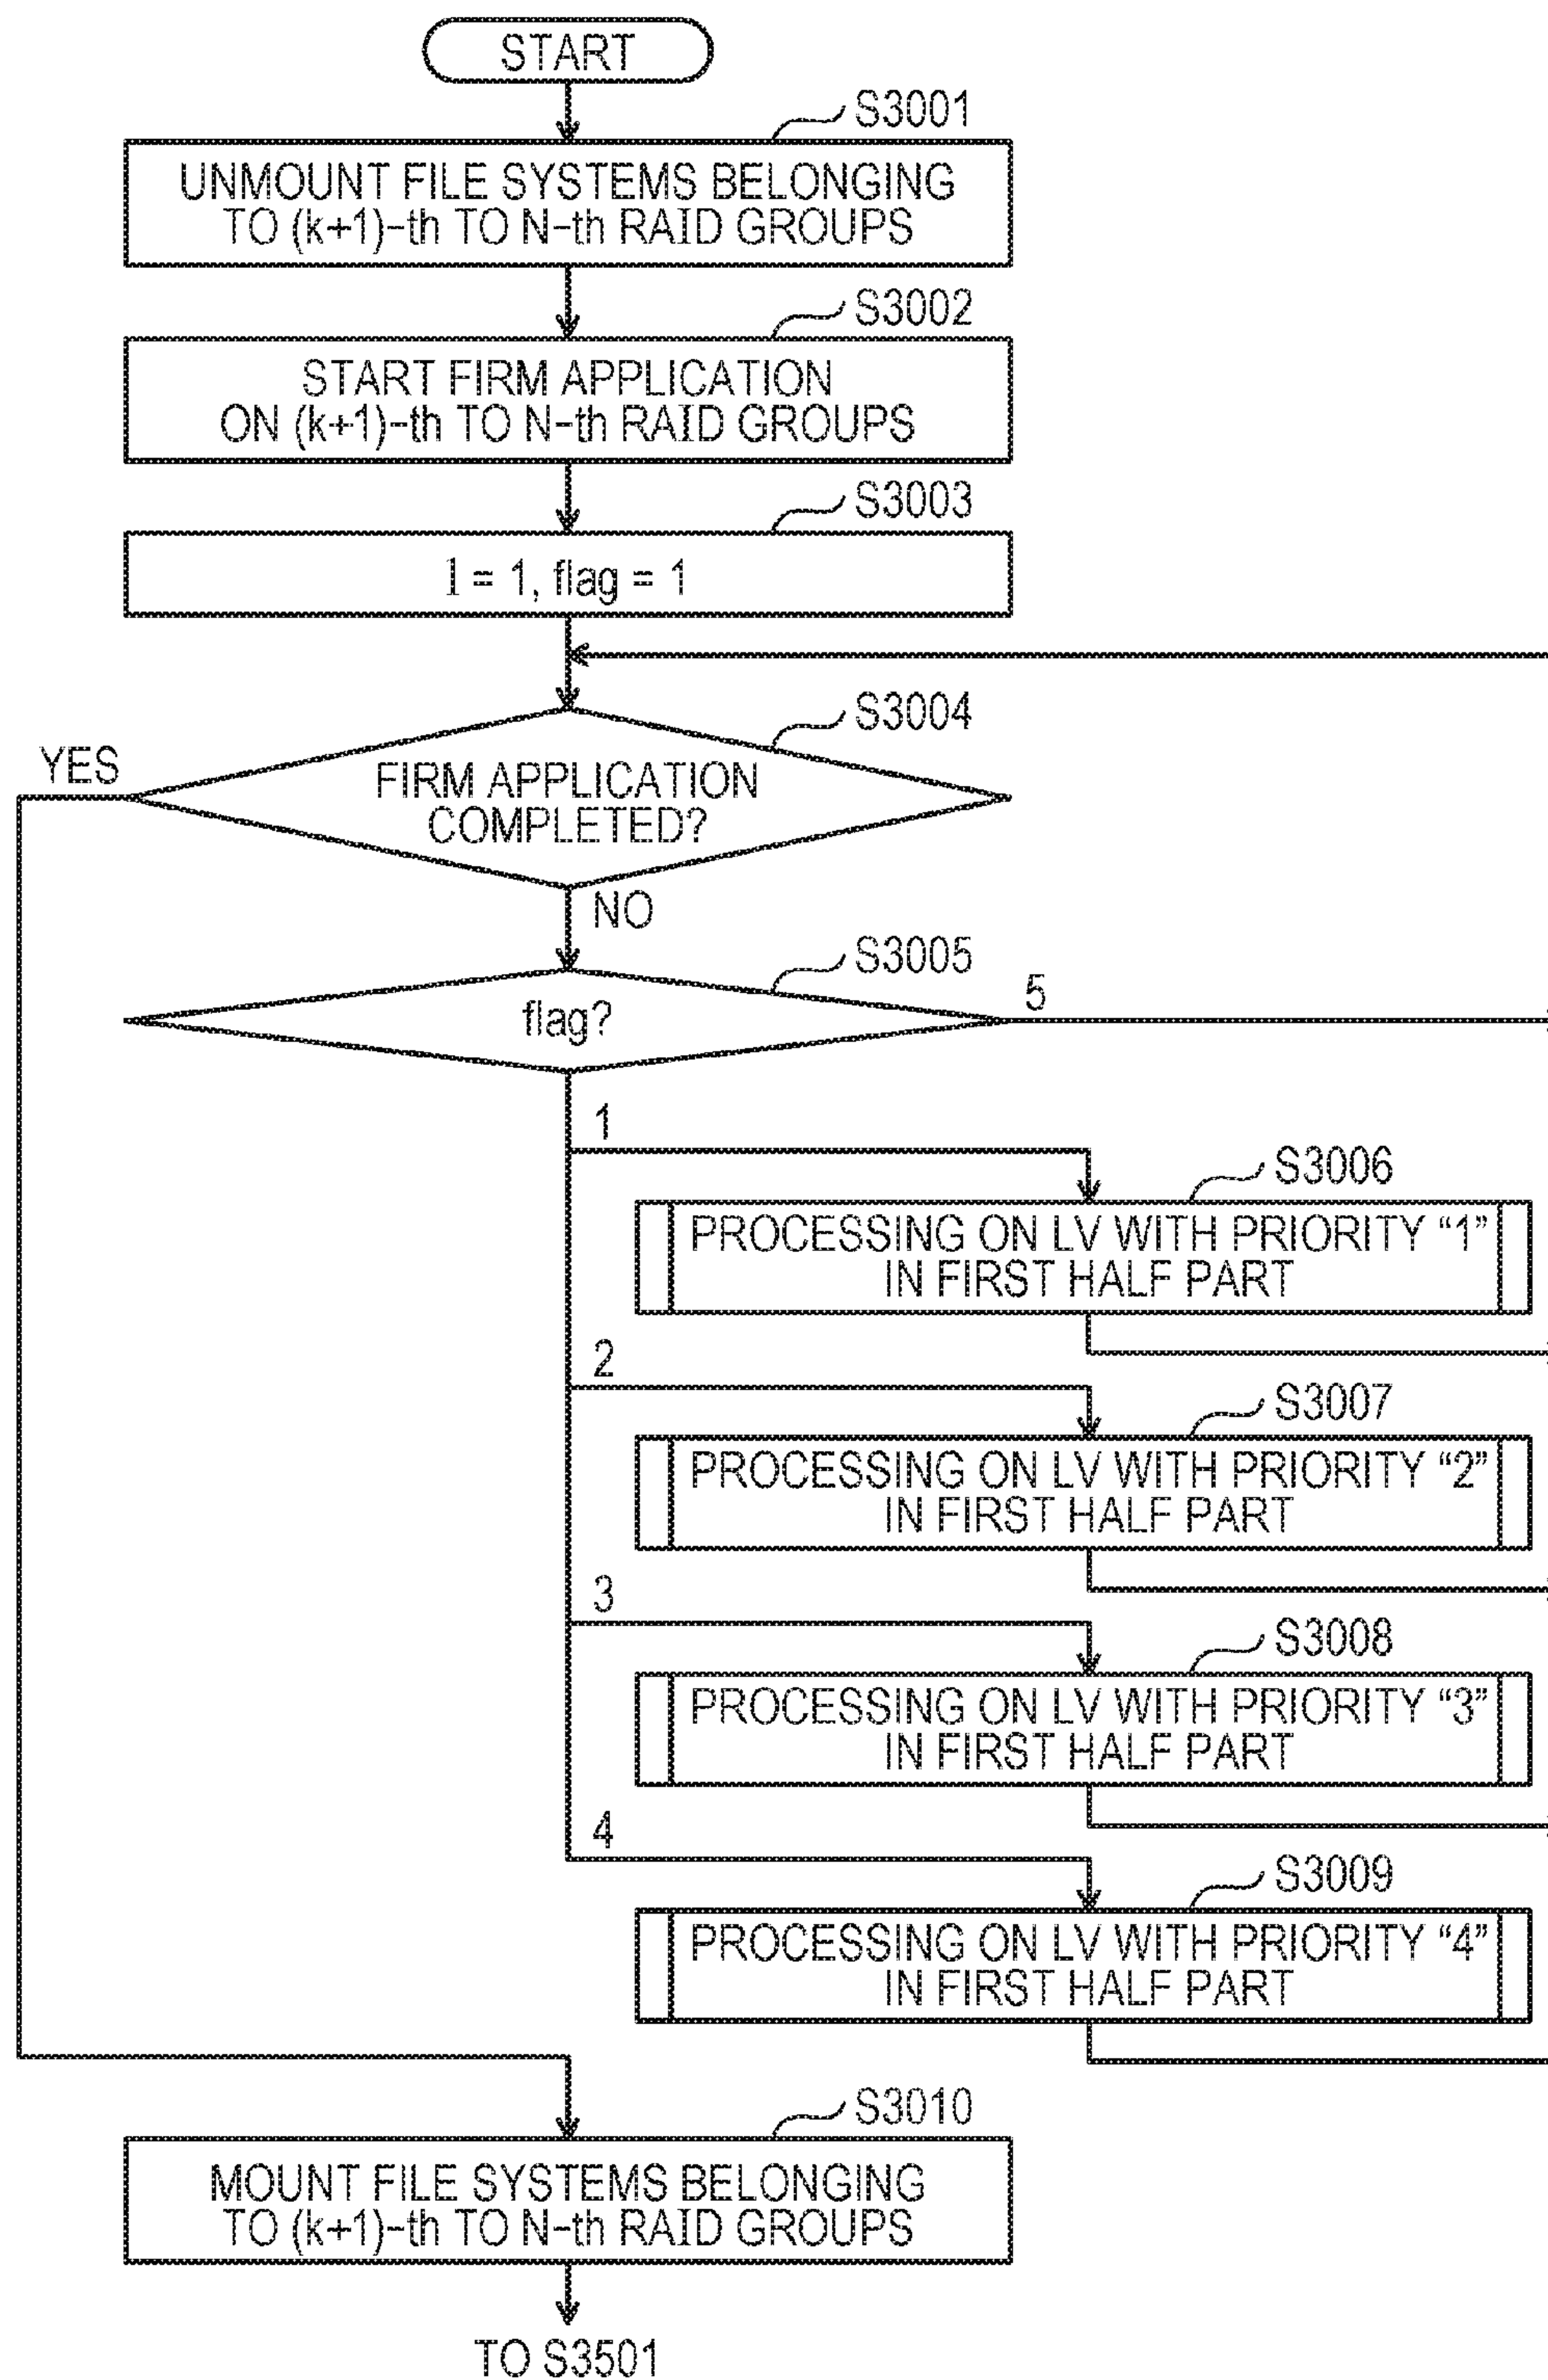 START
S3001
UNMOUNT FILE SYSTEMS BELONGING
TO (k+1)-th TO N-th RAID GROUPS
S3002
START FIRM APPLICATION
ON (k+1)-th TO N-th RAID GROUPS
S3003
l = 1, flag = 1
S3004
YES
FIRM APPLICATION
COMPLETED?
NO
S3005
flag?
5
1
S3006
PROCESSING ON LV WITH PRIORITY “1”
IN FIRST HALF PART
2
S3007
PROCESSING ON LV WITH PRIORITY “2”
IN FIRST HALF PART
3
S3008
PROCESSING ON LV WITH PRIORITY “3”
IN FIRST HALF PART
4
S3009
PROCESSING ON LV WITH PRIORITY “4”
IN FIRST HALF PART
S3010
MOUNT FILE SYSTEMS BELONGING
TO (k+1)-th TO N-th RAID GROUPS
TO S3501